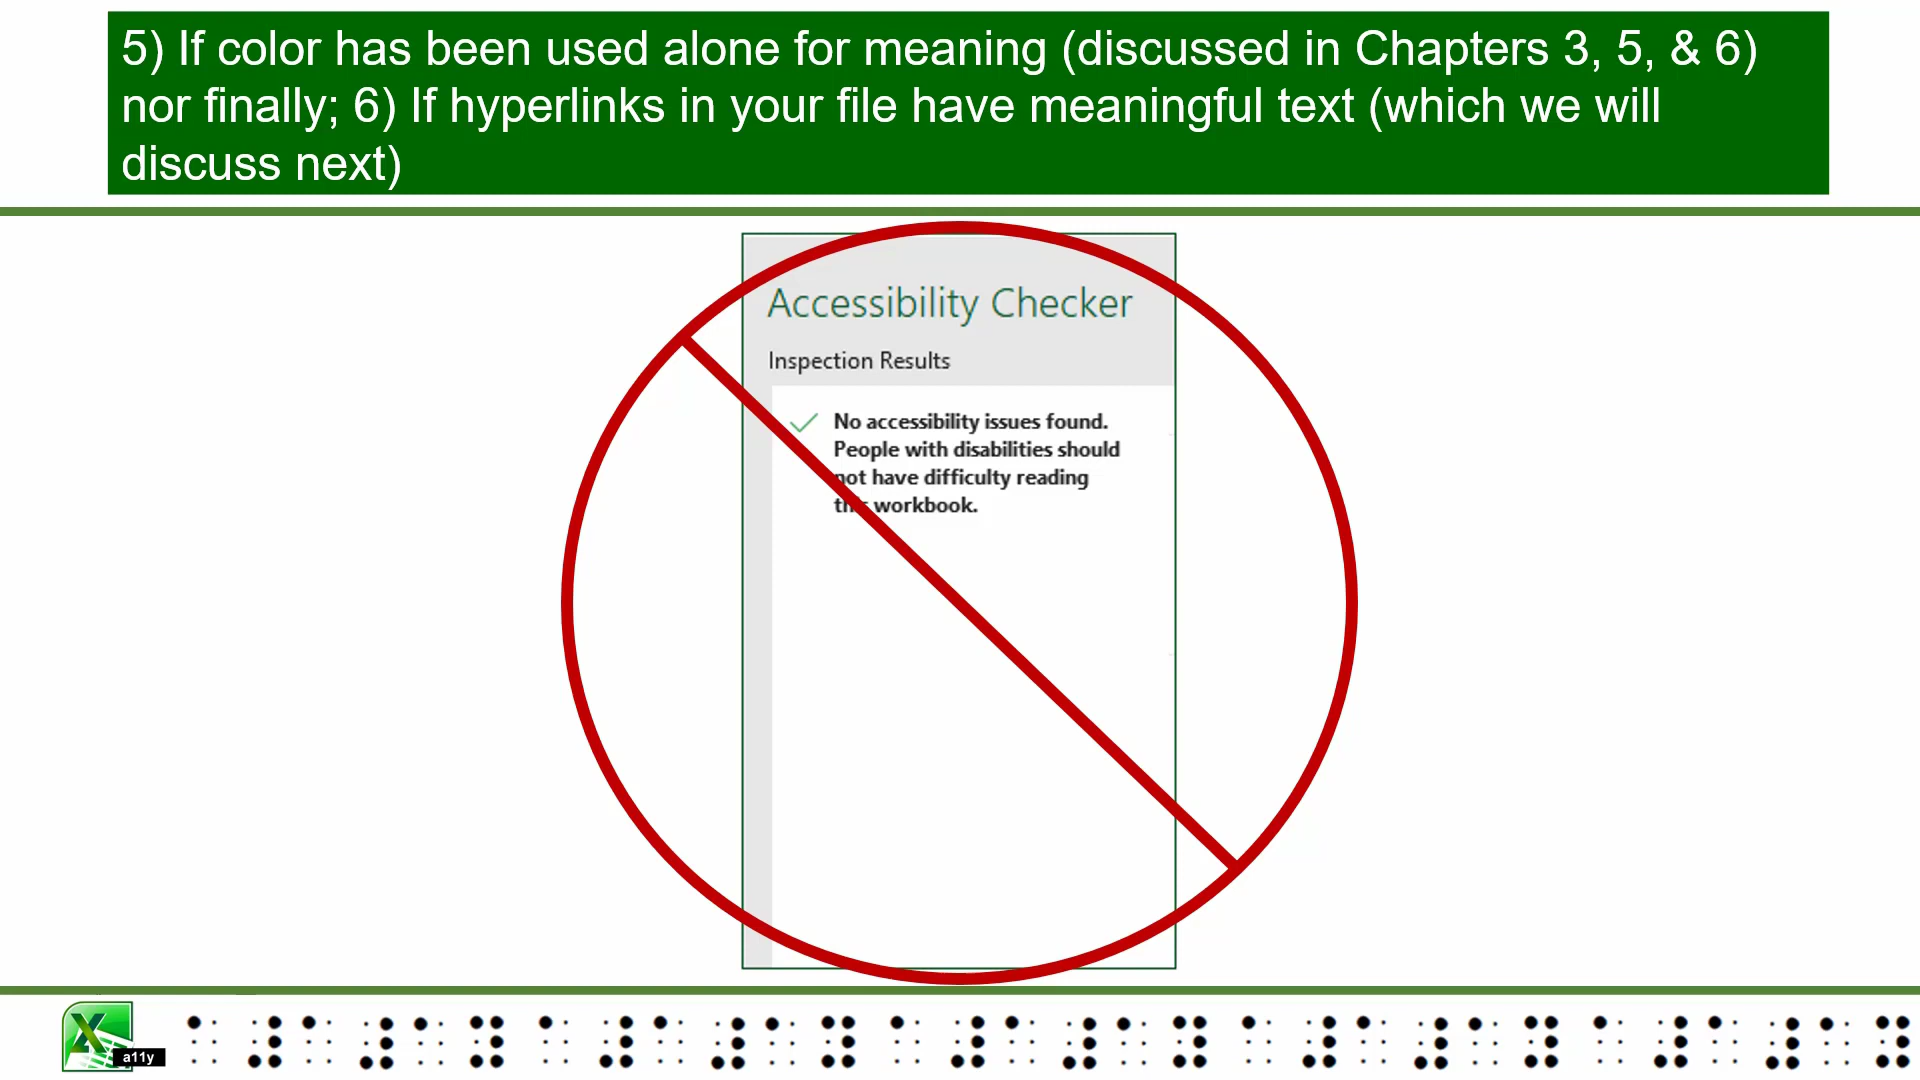 5) If color has been used alone for meaning (discussed in Chapters 3, 5, & 6)
nor finally; 6) If hyperlinks in your file have meaningful text (which we will
discuss next)
Accessibility Checker
Inspection Results
No accessibility issues found.
People with disabilities should
not have difficulty reading
this workbook.
X
a11y